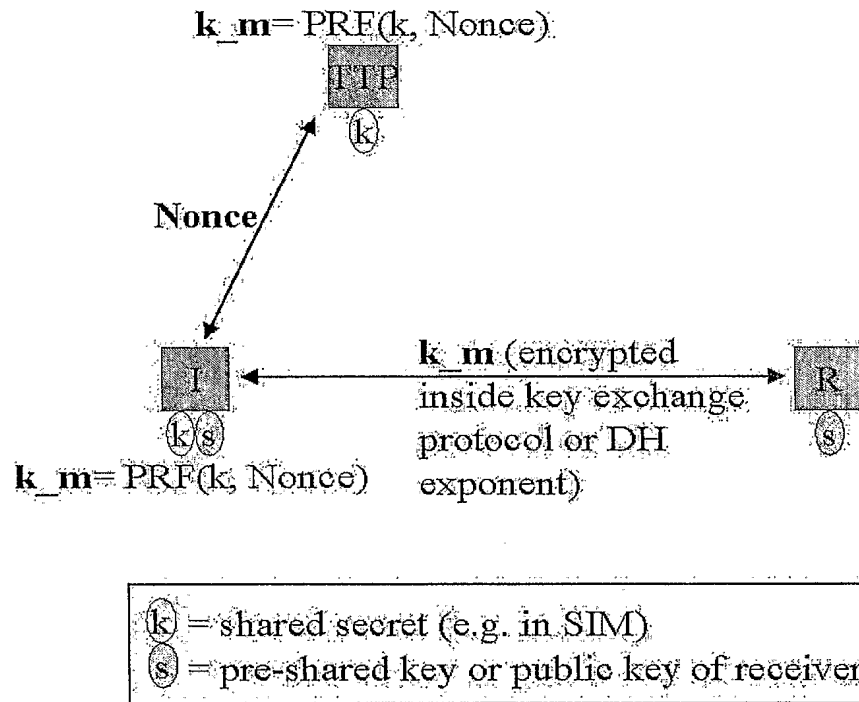 k_m= PRF(k, Nonce)
TTP
k
Nonce
I
k_m (encrypted
inside key exchange
protocol or DH
exponent)
R
k s
s
k_m= PRF(k, Nonce)
k = shared secret (e.g. in SIM)
s = pre-shared key or public key of receiver